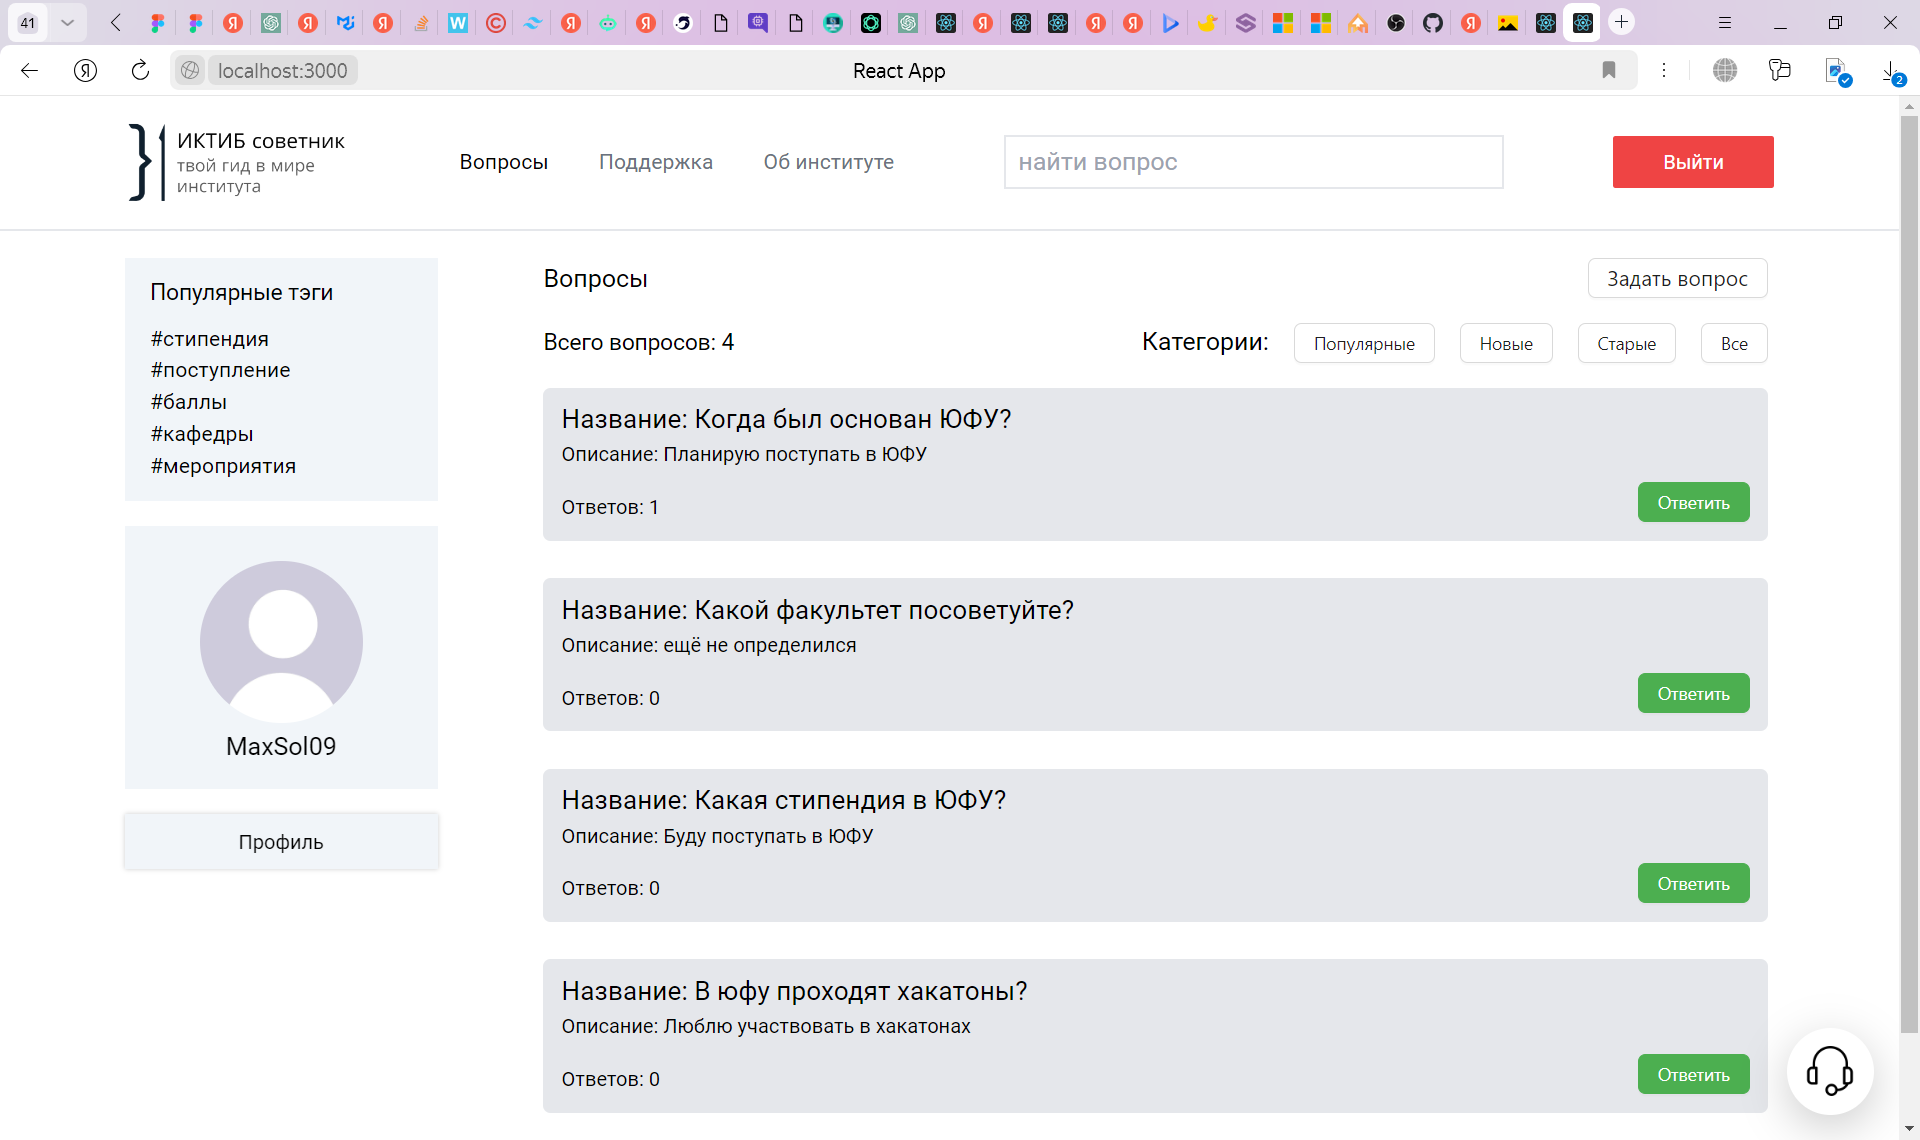 41
localhost:3000
React App
2
ИКТИБ советник
твой гид в мире
института
Вопросы
Поддержка
Об институте
найти вопрос
Выйти
Популярные тэги
#стипендия
#поступление
#баллы
#кафедры
#мероприятия
MaxSol09
Профиль
Вопросы
Задать вопрос
Всего вопросов: 4
Категории:
Популярные
Новые
Старые
Все
Название: Когда был основан ЮФУ?
Описание: Планирую поступать в ЮФУ
Ответов: 1
Ответить
Название: Какой факультет посоветуйте?
Описание: ещё не определился
Ответов: 0
Ответить
Название: Какая стипендия в ЮФУ?
Описание: Буду поступать в ЮФУ
Ответов: 0
Ответить
Название: В юфу проходят хакатоны?
Описание: Люблю участвовать в хакатонах
Ответов: 0
Ответить